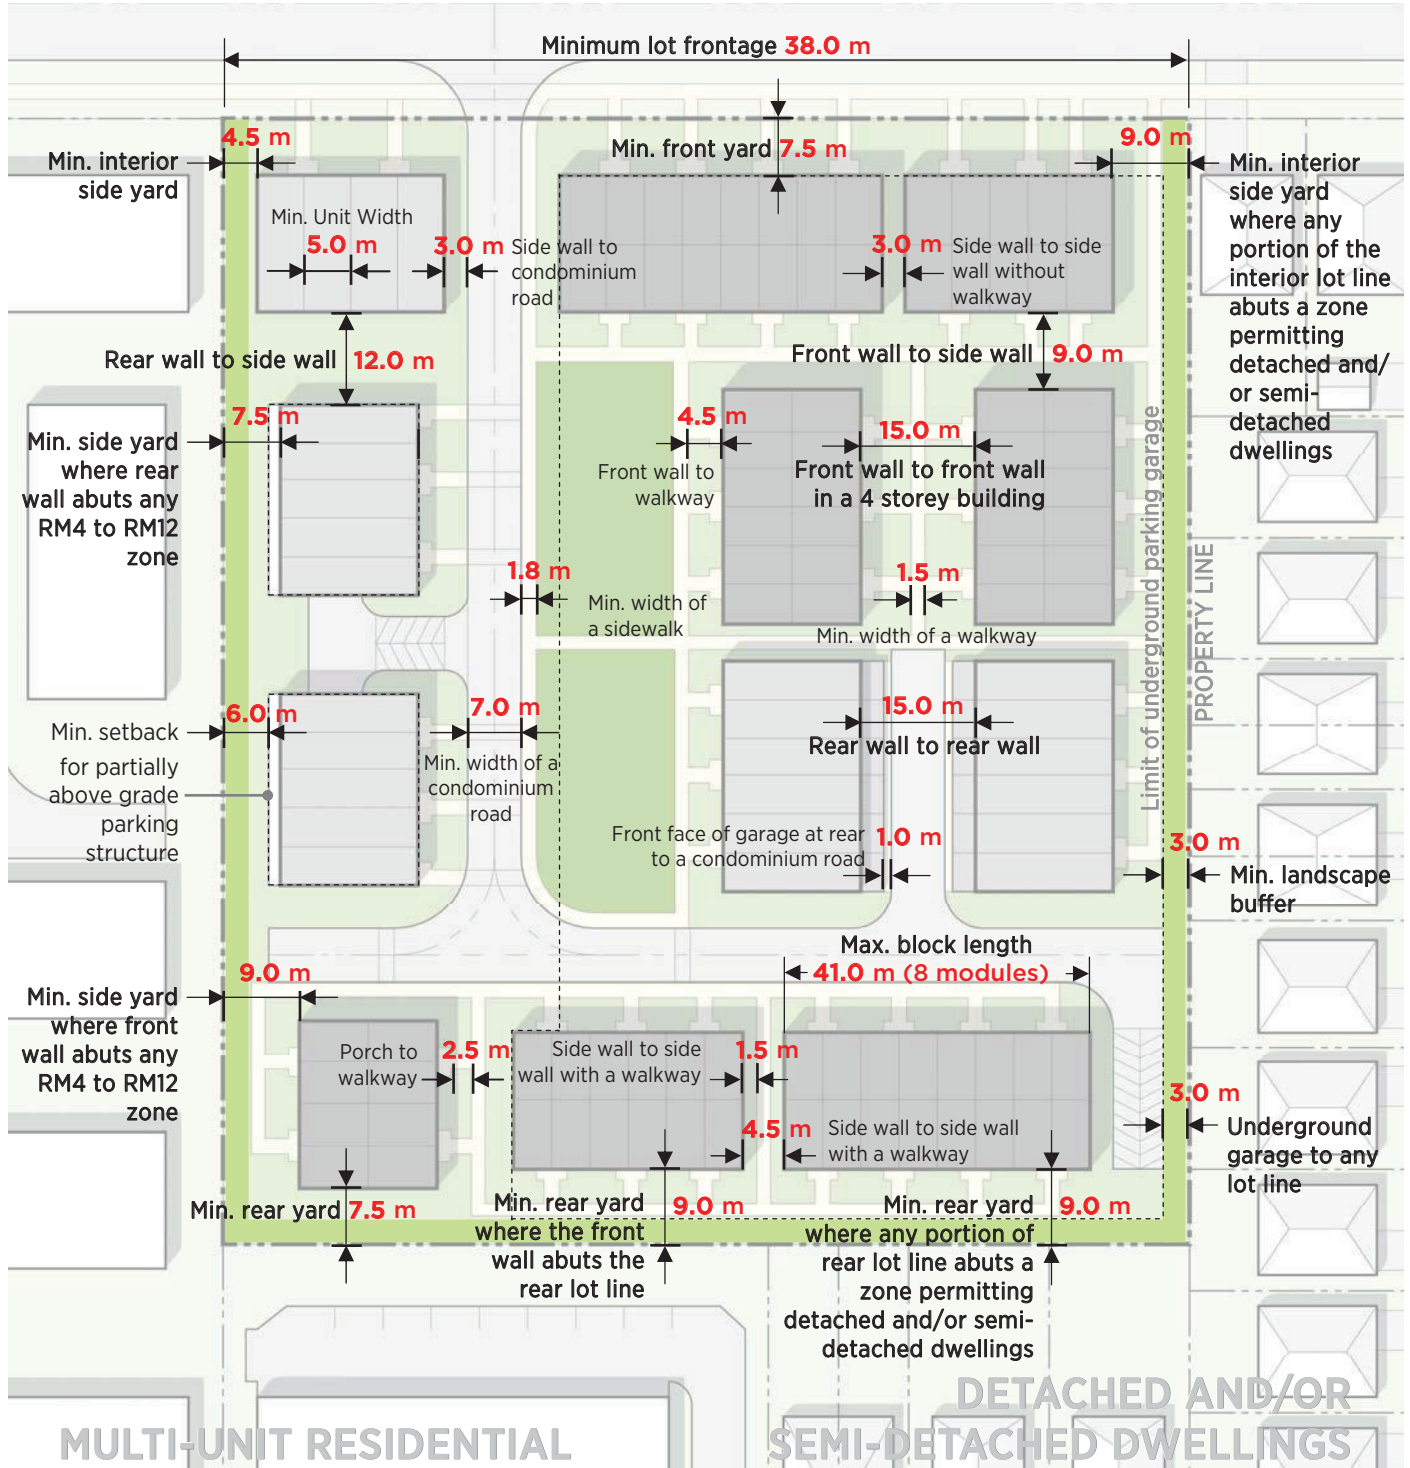 Minimum lot frontage 38.0 m
4.5 m
Min. interior
side yard
Min. front yard 7.5 m
9.0 m
Min. interior
side yard
where any
portion of the
interior lot line
abuts a zone
permitting
detached and/
or semi-
detached
dwellings
Min. Unit Width
5.0 m
3.0 m Side wall to
condominium
road
3.0 m Side wall to side
wall without
walkway
Rear wall to side wall 12.0 m
Front wall to side wall 9.0 m
7.5 m
Min. side yard
where rear
wall abuts any
RM4 to RM12
zone
4.5 m
Front wall to
walkway
15.0 m
Front wall to front wall
in a 4 storey building
Limit of underground parking garage
PROPERTY LINE
1.8 m
Min. width of
a sidewalk
1.5 m
Min. width of a walkway
6.0 m
Min. setback
for partially
above grade
parking
structure
7.0 m
Min. width of a
condominium
road
15.0 m
Rear wall to rear wall
Front face of garage at rear
to a condominium road
1.0 m
3.0 m
Min. landscape
buffer
Max. block length
41.0 m (8 modules)
9.0 m
Min. side yard
where front
wall abuts any
RM4 to RM12
zone
Porch to
walkway
2.5 m
Side wall to side
wall with a walkway
1.5 m
4.5 m
Side wall to side wall
with a walkway
3.0 m
Underground
garage to any
lot line
Min. rear yard 7.5 m
Min. rear yard
where the front
wall abuts the
rear lot line
9.0 m
Min. rear yard
where any portion of
rear lot line abuts a
zone permitting
detached and/or semi-
detached dwellings
9.0 m
MULTI-UNIT RESIDENTIAL
DETACHED AND/OR
SEMI-DETACHED DWELLINGS